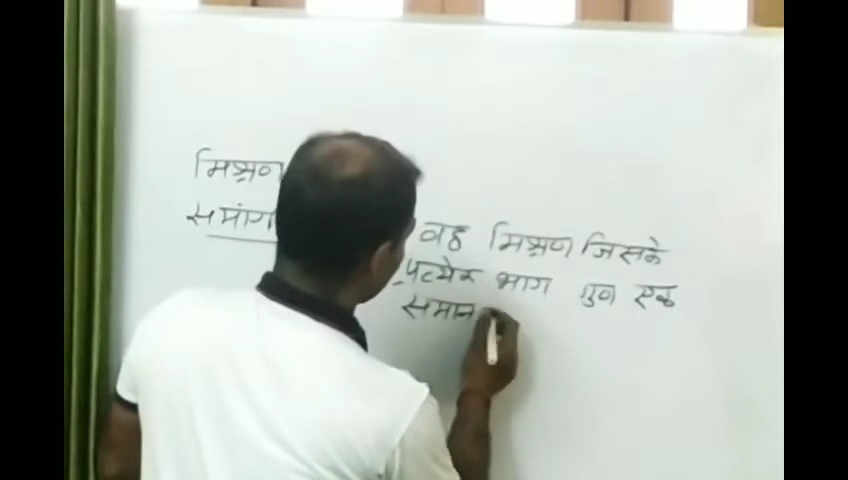 मिश्रण
समांग
वह मिश्रण जिसके
प्रत्येक भाग गुण एक
समान